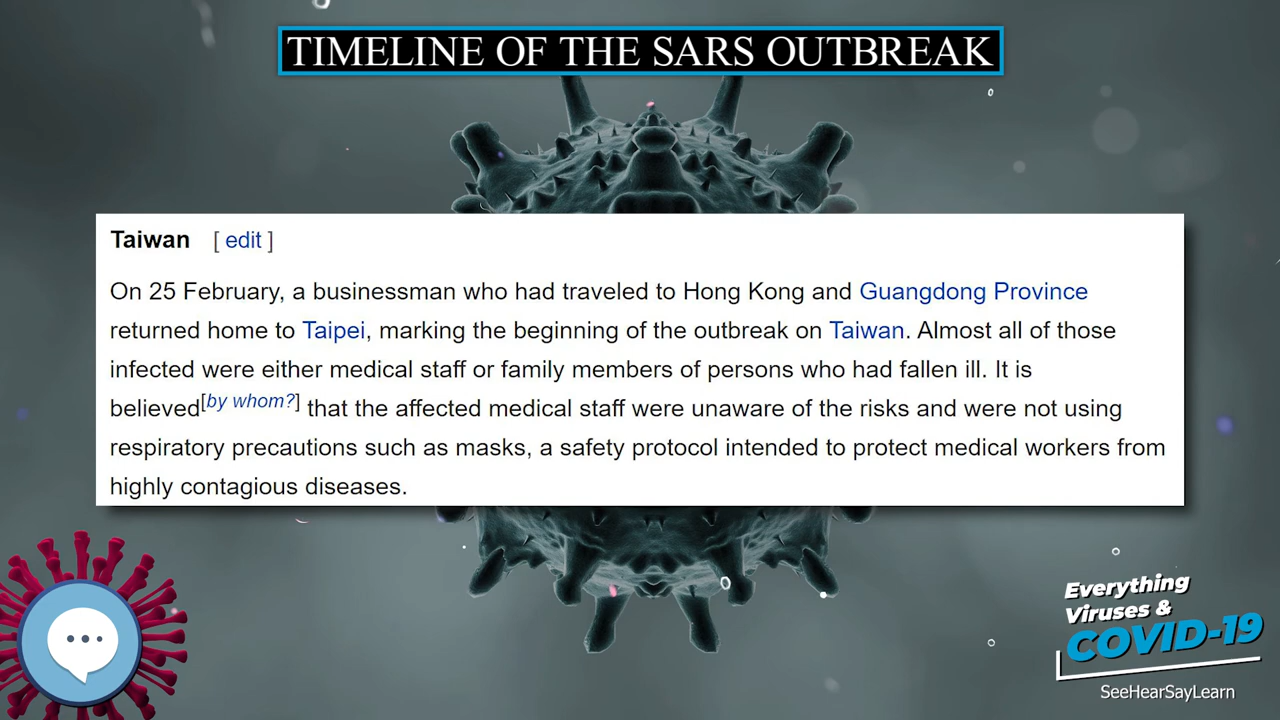 TIMELINE OF THE SARS OUTBREAK
Taiwan [ edit ]
On 25 February, a businessman who had traveled to Hong Kong and Guangdong Province
returned home to Taipei, marking the beginning of the outbreak on Taiwan. Almost all of those
infected were either medical staff or family members of persons who had fallen ill. It is
believed[by whom?] that the affected medical staff were unaware of the risks and were not using
respiratory precautions such as masks, a safety protocol intended to protect medical workers from
highly contagious diseases.
Everything
Viruses &
COVID-19
SeeHearSayLearn